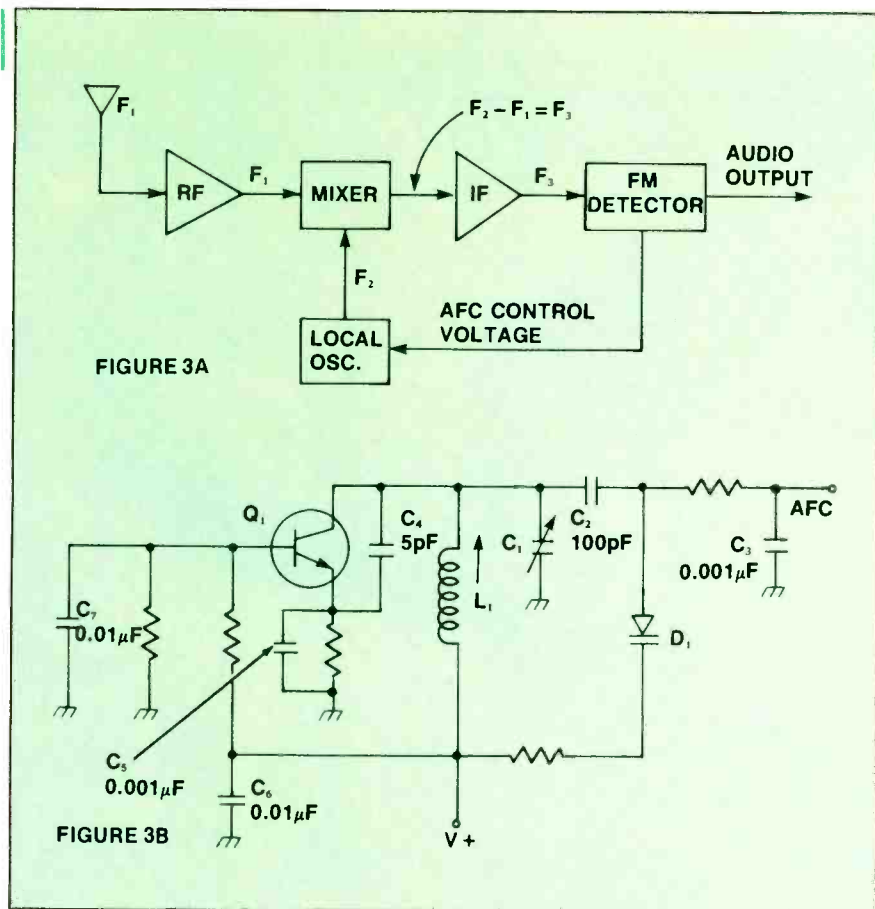 F₁
F₂ – F₁ = F₃
RF
F₁
MIXER
IF
F₃
FM
DETECTOR
AUDIO
OUTPUT
F₂
LOCAL
OSC.
AFC CONTROL
VOLTAGE
FIGURE 3A
Q₁
C₄
5pF
L₁
C₁
C₂
100pF
AFC
C₃
0.001μF
C₇
0.01μF
D₁
C₅
0.001μF
C₆
0.01μF
V +
FIGURE 3B